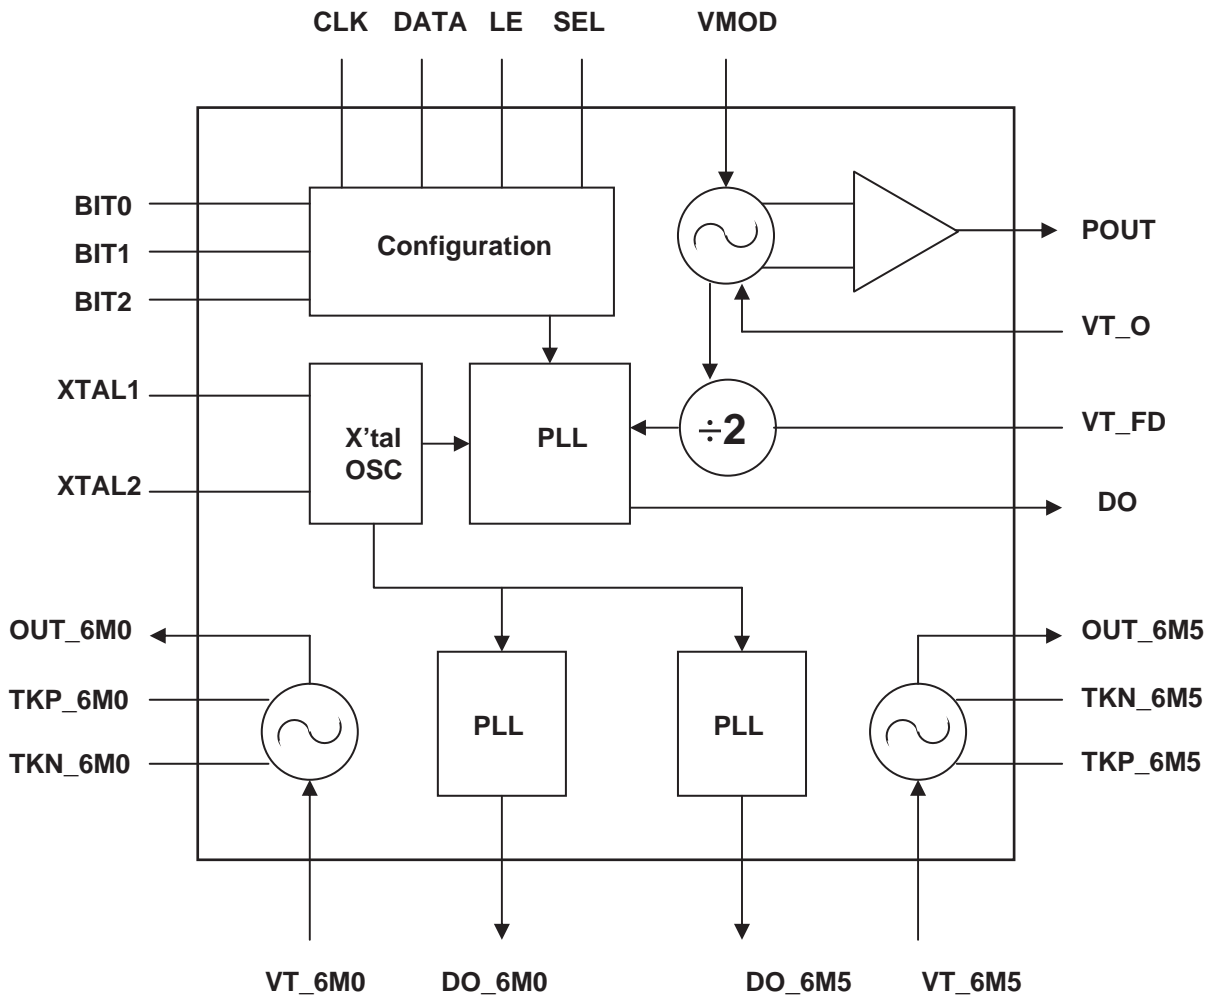 CLK DATA LE SEL VMOD
BIT0
BIT1
BIT2
Configuration
POUT
VT_O
XTAL1
XTAL2
X'tal
OSC
PLL
÷2
VT_FD
DO
OUT_6M0
TKP_6M0
TKN_6M0
PLL
PLL
OUT_6M5
TKN_6M5
TKP_6M5
VT_6M0 DO_6M0 DO_6M5 VT_6M5